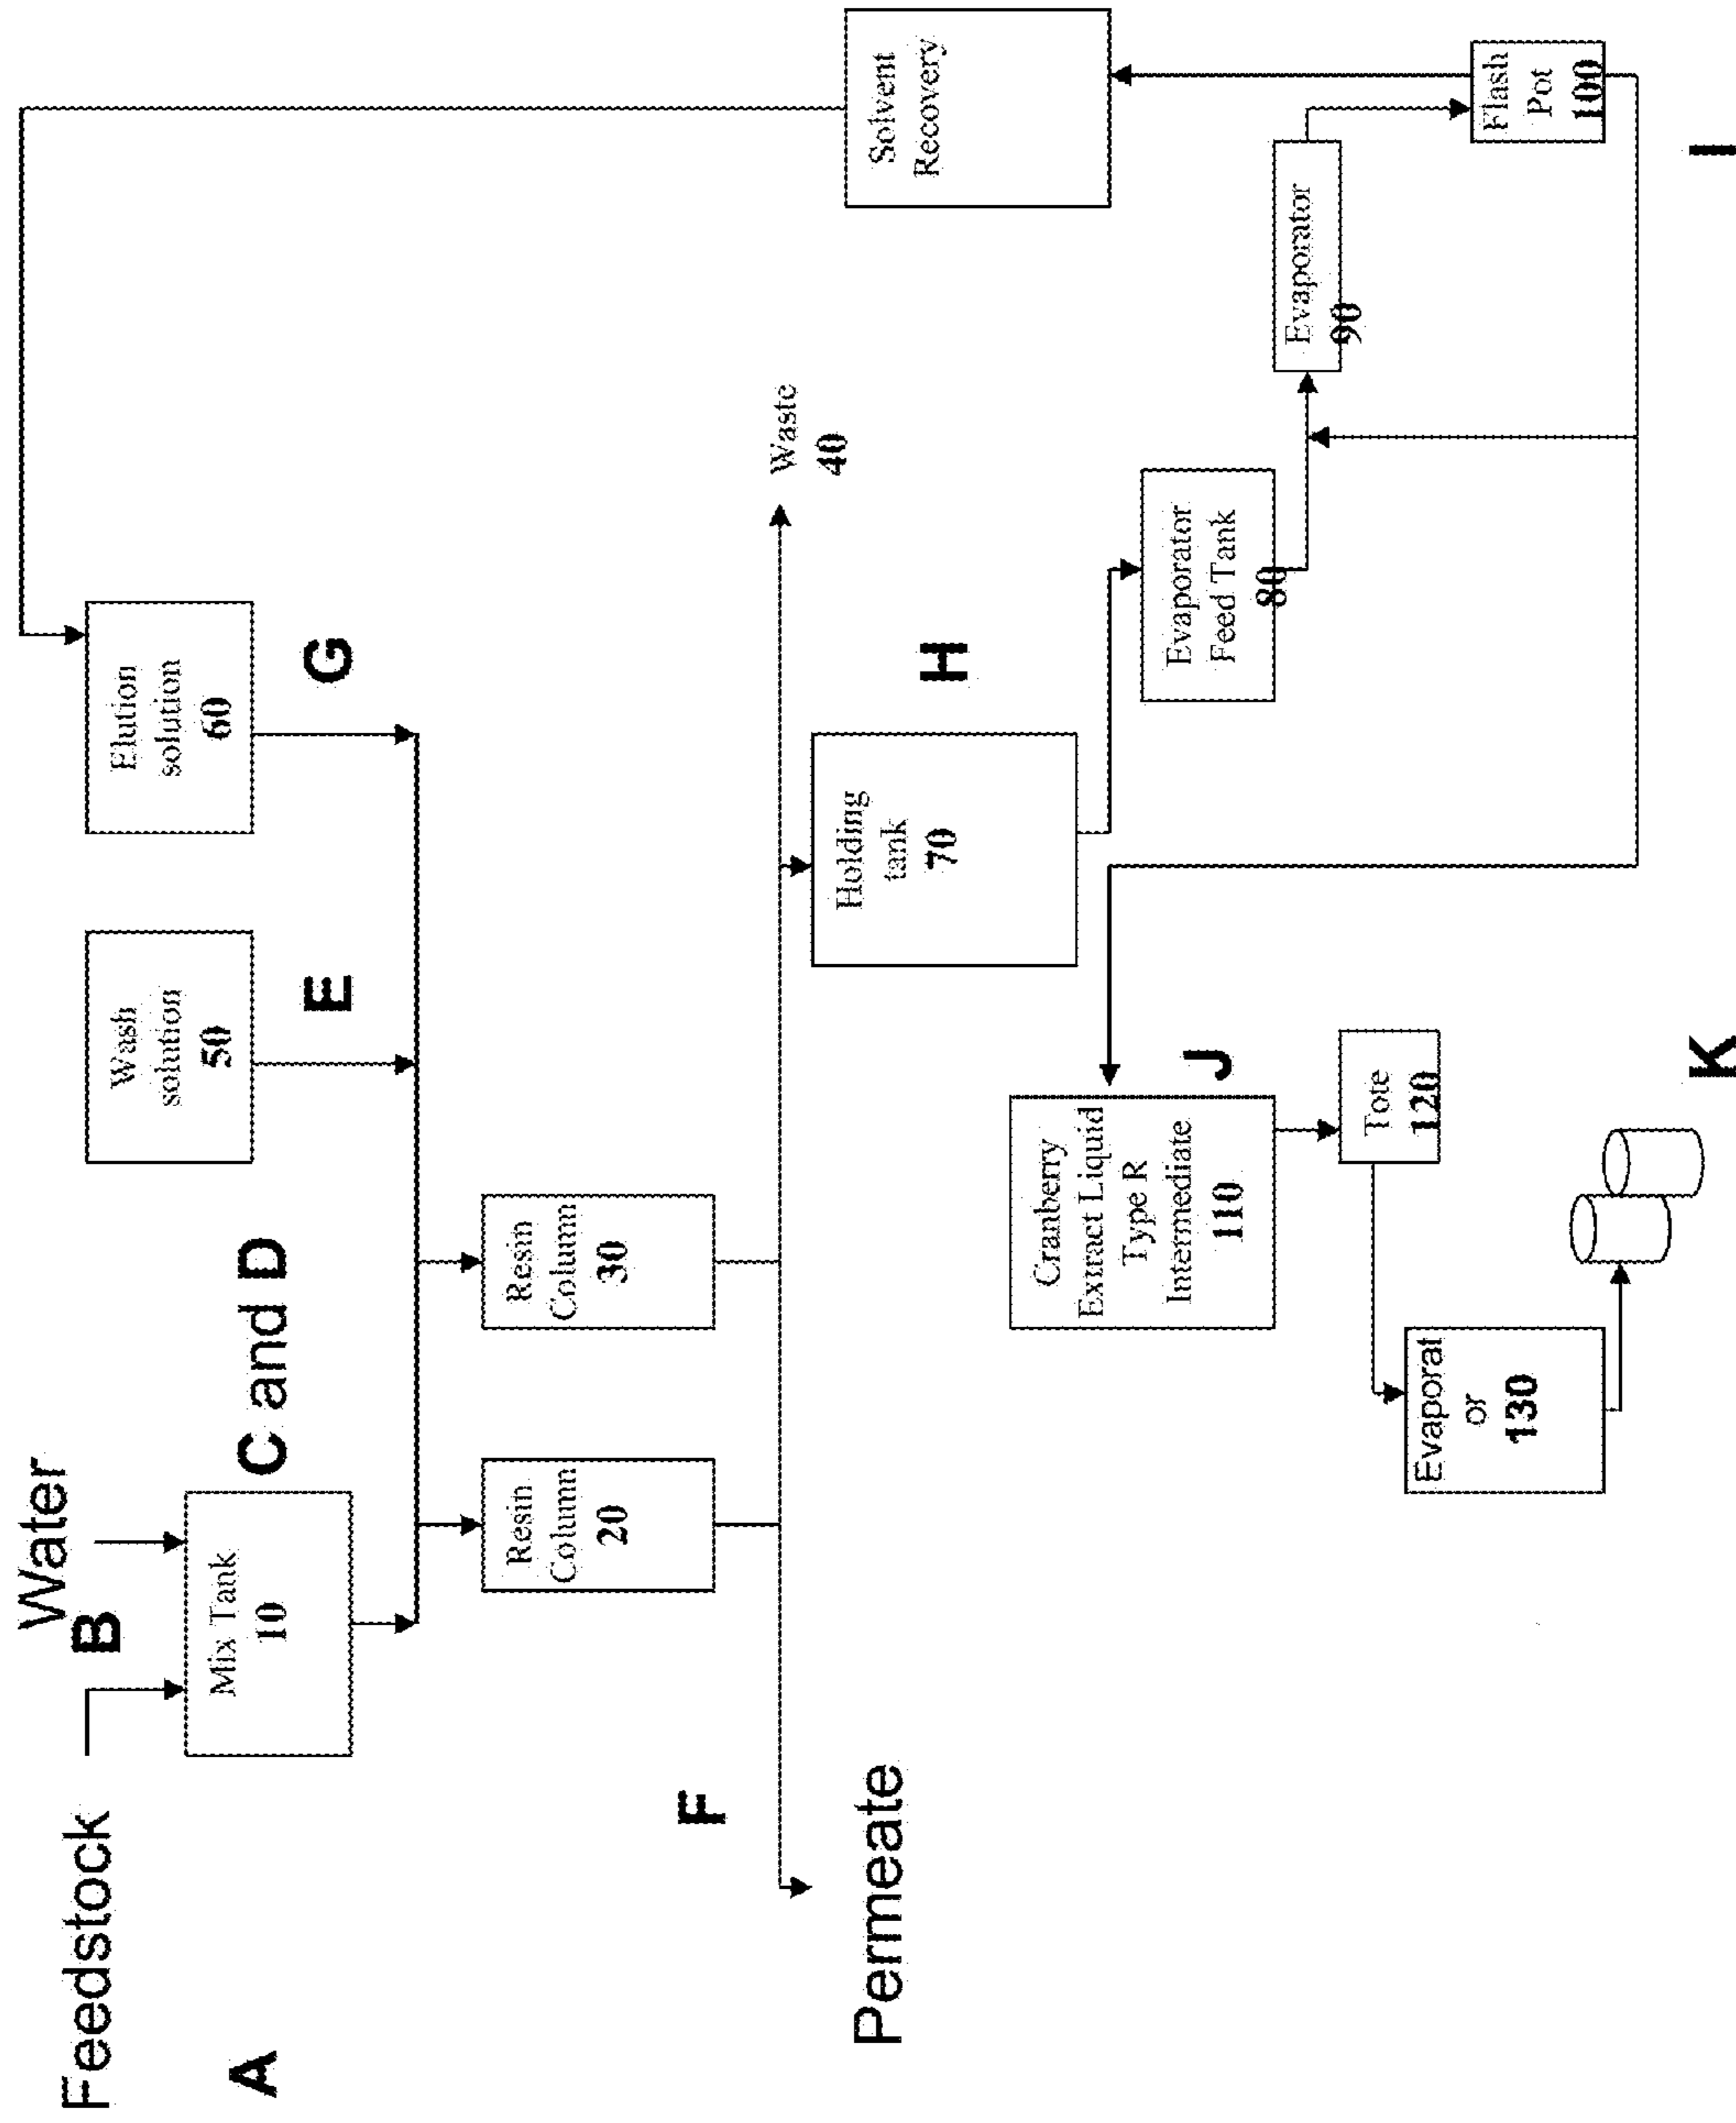 Feedstock
A
Water
B
Mix Tank
10
C and D
Wash
solution
50
E
Elution
solution
60
G
Resin
Column
20
Resin
Column
30
F
Permeate
Waste
40
Holding
tank
70
H
Evaporator
Feed Tank
80
Evaporator
90
Solvent
Recovery
Flash
Pot
100
I
Cranberry
Extract Liquid
Type R
Intermediate
110
J
Tote
120
Evaporat
or
130
K